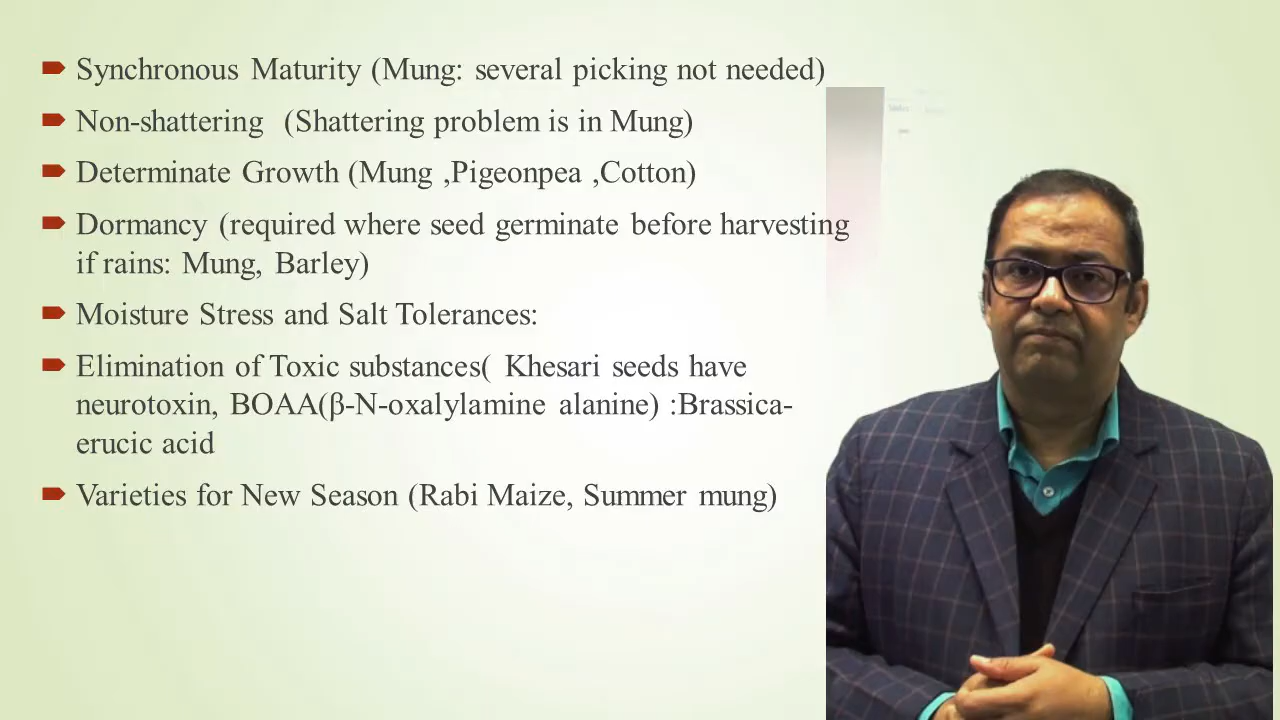 Synchronous Maturity (Mung: several picking not needed)
Non-shattering (Shattering problem is in Mung)
Determinate Growth (Mung ,Pigeonpea ,Cotton)
Dormancy (required where seed germinate before harvesting
if rains: Mung, Barley)
Moisture Stress and Salt Tolerances:
Elimination of Toxic substances( Khesari seeds have
neurotoxin, BOAA(β-N-oxalylamine alanine) :Brassica-
erucic acid
Varieties for New Season (Rabi Maize, Summer mung)